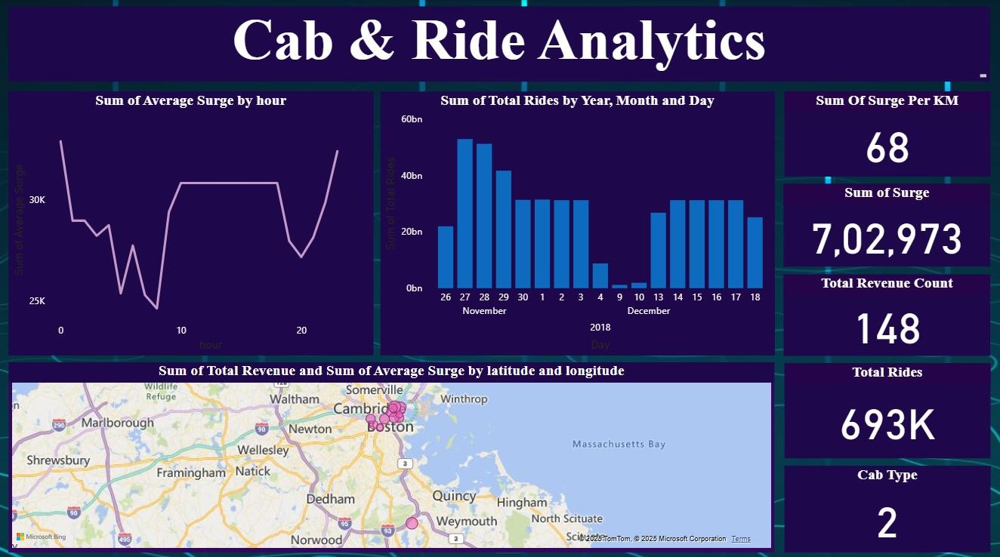 Cab & Ride Analytics
Sum of Average Surge by hour
Sum of Average Surge
30K
25K
0 10 20
hour
Sum of Total Rides by Year, Month and Day
Sum of Total Rides
60bn
40bn
20bn
0bn
26 27 28 29 30 1 2 3 4 9 10 13 14 15 16 17 18
November December
2018
Day
Sum Of Surge Per KM
68
Sum of Surge
7,02,973
Total Revenue Count
148
Total Rides
693K
Cab Type
2
Sum of Total Revenue and Sum of Average Surge by latitude and longitude
Wildlife
Refuge
Somerville
Waltham
Winthrop
Cambrid
Marlborough
290
90
Newton
Boston
Massachusetts Bay
Wellesley
Shrewsbury
3
Framingham
Natick
Dedham
Quincy
Hingham
90
95
93
Weymouth
North Scituate
495
Norwood
3
Microsoft Bing
© 2025 TomTom, © 2025 Microsoft Corporation Terms